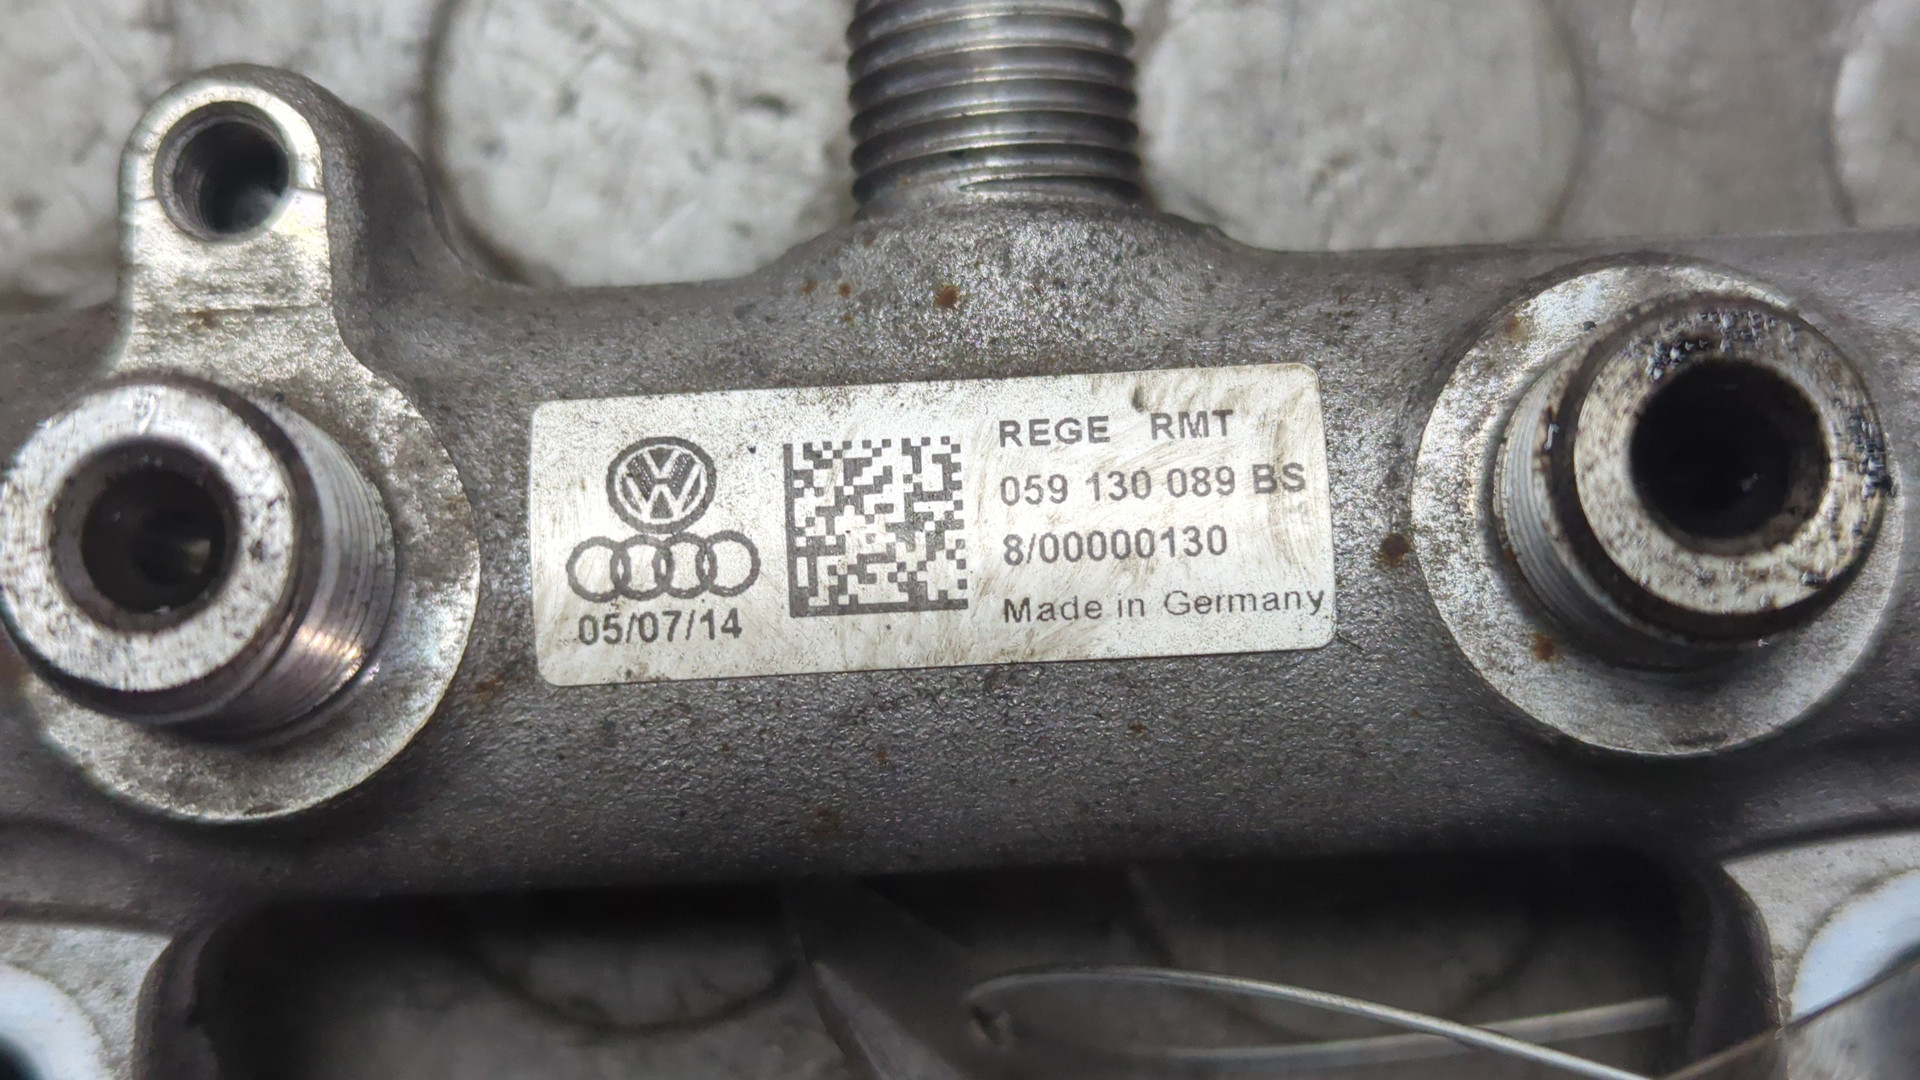 REGE RMT
059 130 089 BS
8/00000130
Made in Germany
05/07/14